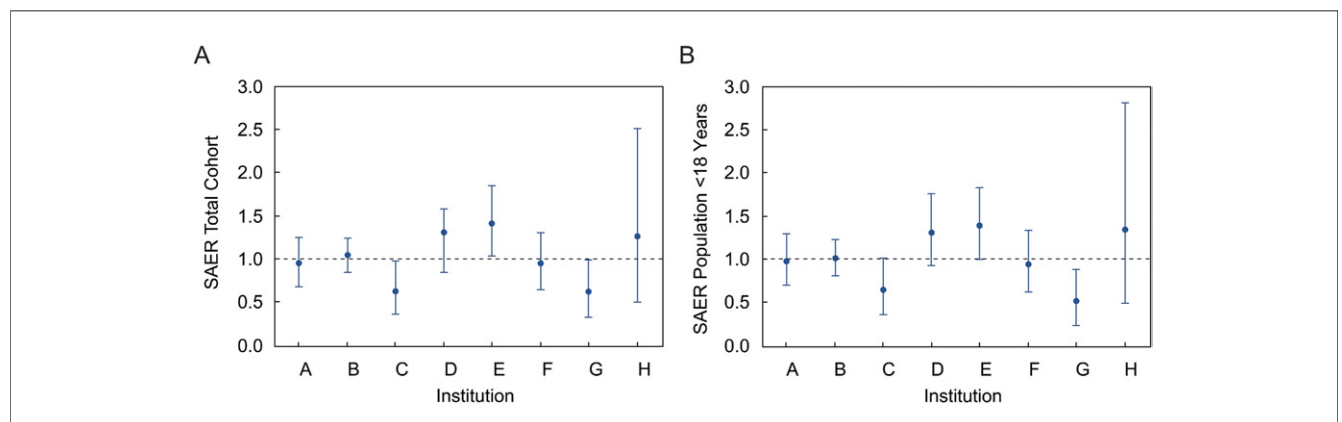 A
B
SAER Total Cohort
3.0
2.5
2.0
1.5
1.0
0.5
0.0
A B C D E F G H
Institution
SAER Population <18 Years
3.0
2.5
2.0
1.5
1.0
0.5
0.0
A B C D E F G H
Institution